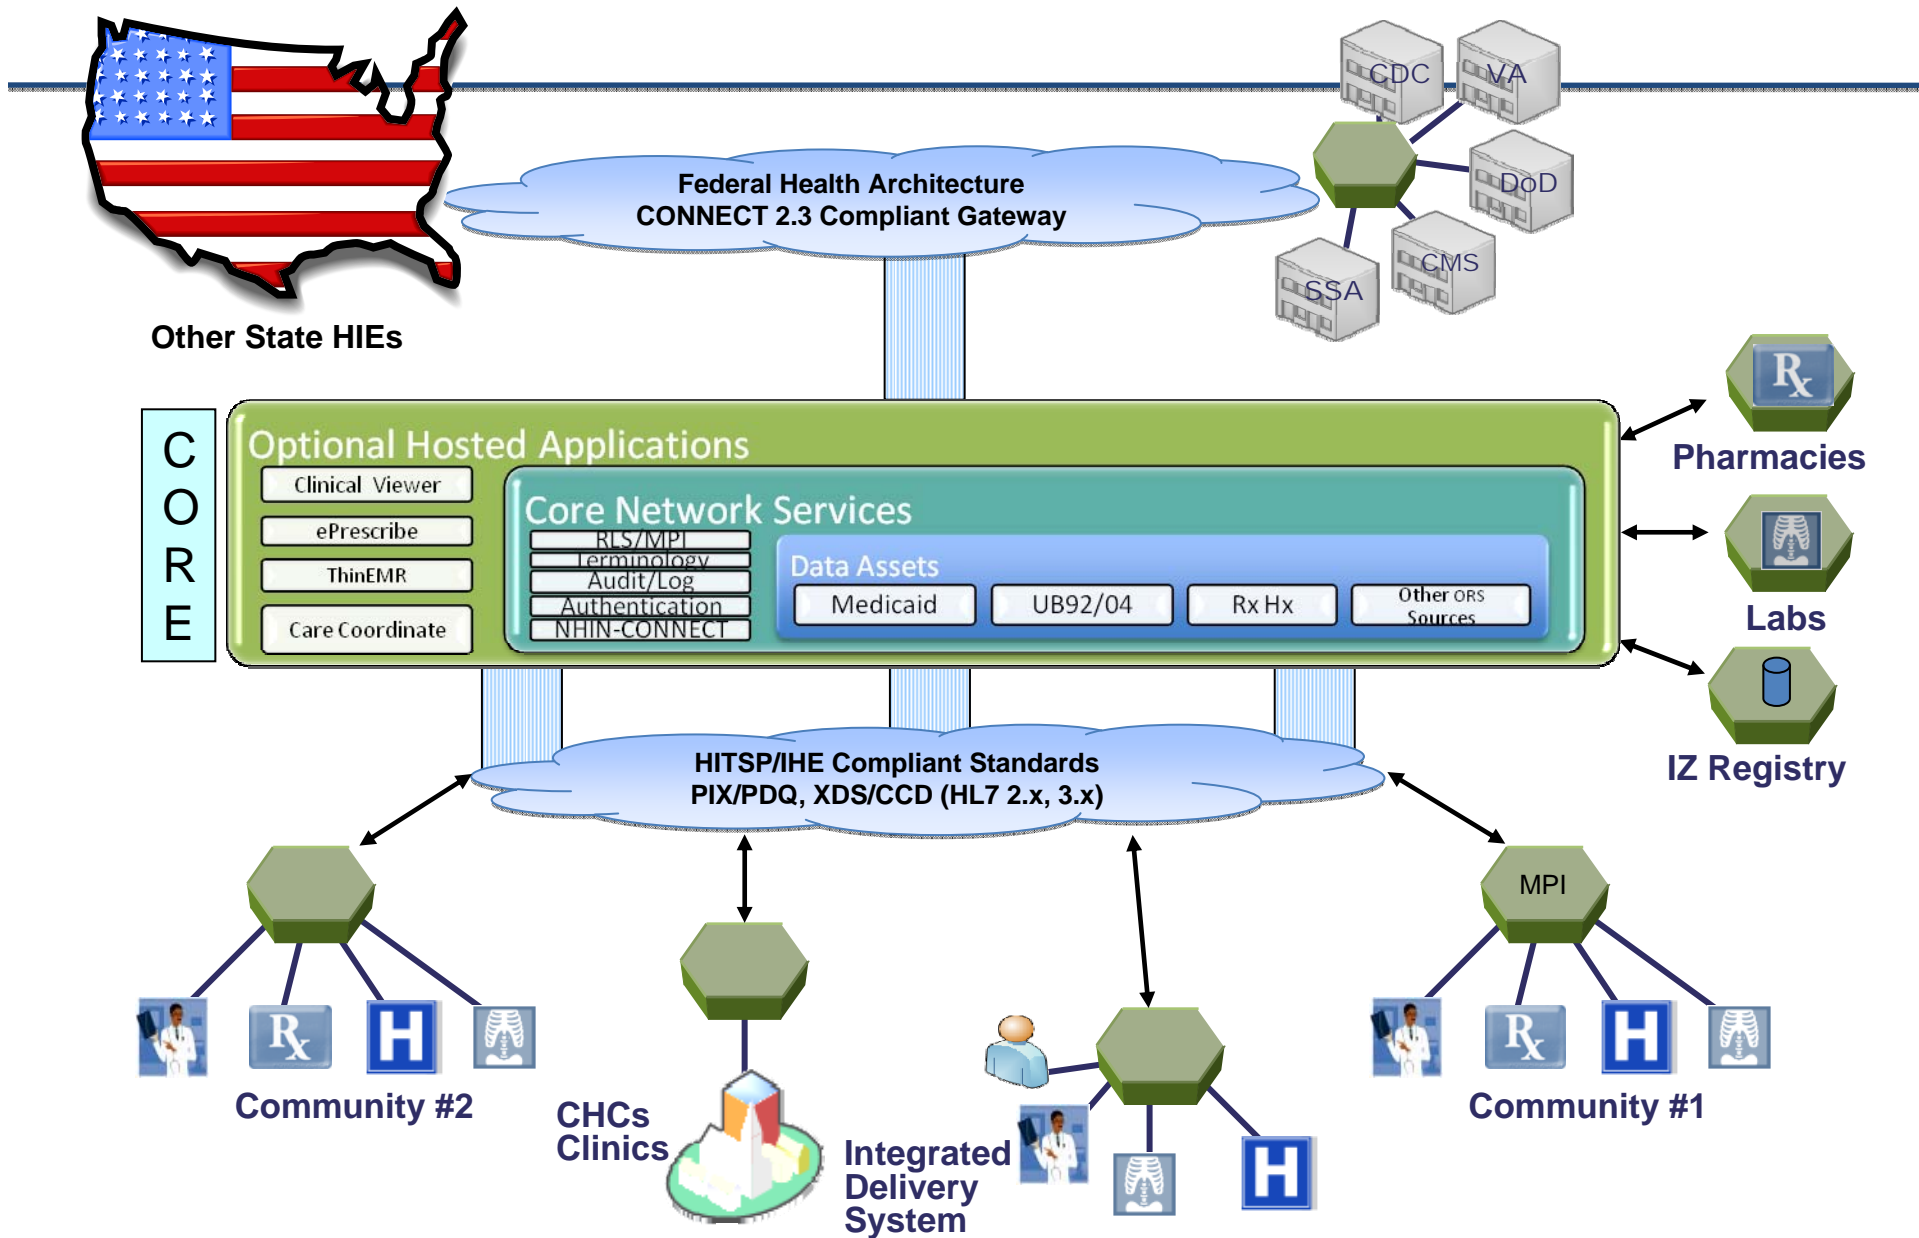 CDC
VA
Federal Health Architecture
CONNECT 2.3 Compliant Gateway
DoD
CMS
SSA
Other State HIEs
Rx
Pharmacies
C
O
R
E
Optional Hosted Applications
Clinical Viewer
ePrescribe
ThinEMR
Care Coordinate
Core Network Services
RLS/MPI
Terminology
Audit/Log
Authentication
NHIN-CONNECT
Data Assets
Medicaid
UB92/04
Rx Hx
Other ORS
Sources
Labs
IZ Registry
HITSP/IHE Compliant Standards
PIX/PDQ, XDS/CCD (HL7 2.x, 3.x)
MPI
Rx
H
Community #2
Rx
H
Community #1
CHCs
Clinics
Integrated
Delivery
System
H